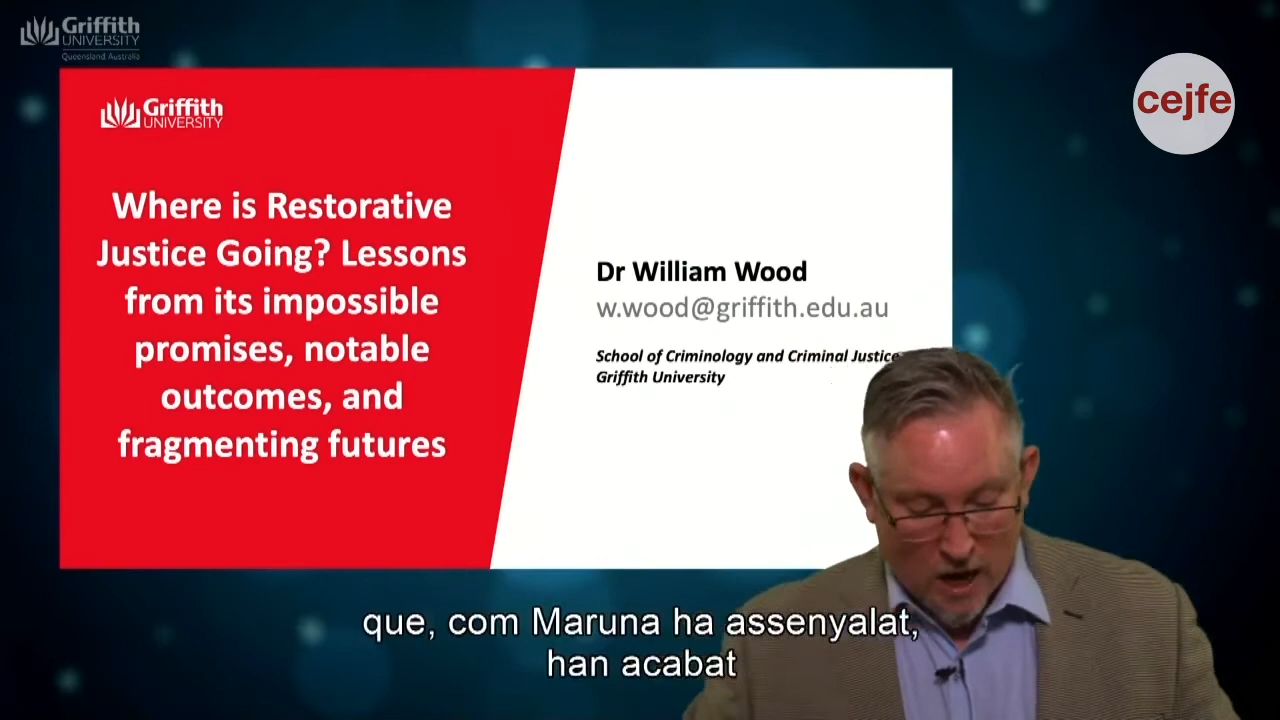 Griffith
UNIVERSITY
Queensland Australia
Griffith
UNIVERSITY
cejfe
Where is Restorative
Justice Going? Lessons
from its impossible
promises, notable
outcomes, and
fragmenting futures
Dr William Wood
w.wood@griffith.edu.au
School of Criminology and Criminal Justice
Griffith University
que, com Maruna ha assenyalat,
han acabat